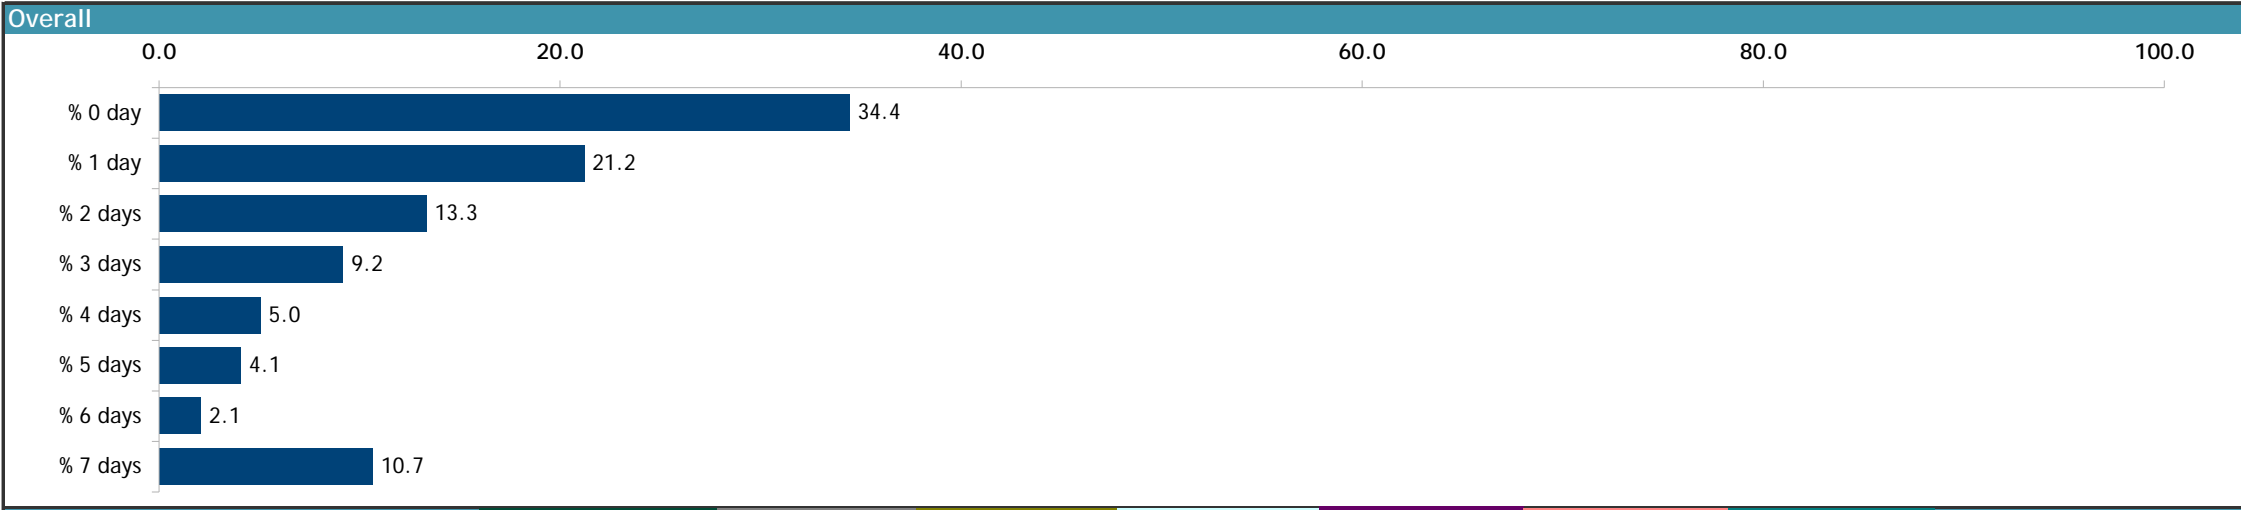 Overall
0.0 20.0 40.0 60.0 80.0 100.0
% 0 day 34.4
% 1 day 21.2
% 2 days 13.3
% 3 days 9.2
% 4 days 5.0
% 5 days 4.1
% 6 days 2.1
% 7 days 10.7